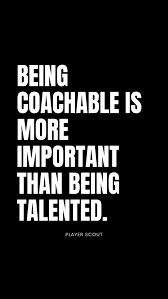 BEING
COACHABLE IS
MORE
IMPORTANT
THAN BEING
TALENTED.
PLAYER SCOUT